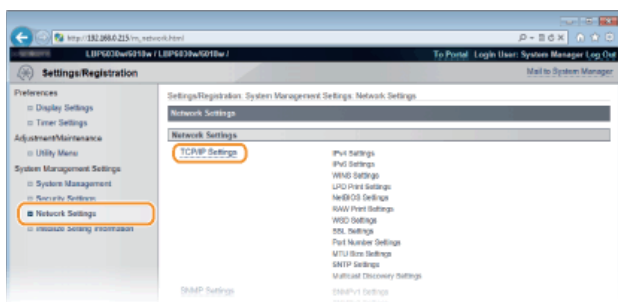 http://192.168.0.215/m_network.html
LBP6030w/6018w / LBP6030w/6018w /
To Portal Login User: System Manager Log Out
Settings/Registration
Mail to System Manager
Preferences
Display Settings
Timer Settings
Adjustment/Maintenance
Utility Menu
System Management Settings
System Management
Security Settings
Network Settings
Initialize Setting Information
Settings/Registration: System Management Settings: Network Settings
Network Settings
Network Settings
TCP/IP Settings
IPv4 Settings
IPv6 Settings
WINS Settings
LPD Print Settings
NetBIOS Settings
RAW Print Settings
WSD Settings
SSL Settings
Port Number Settings
MTU Size Settings
SNTP Settings
Multicast Discovery Settings
SNMP Settings
SNMPv1 Settings